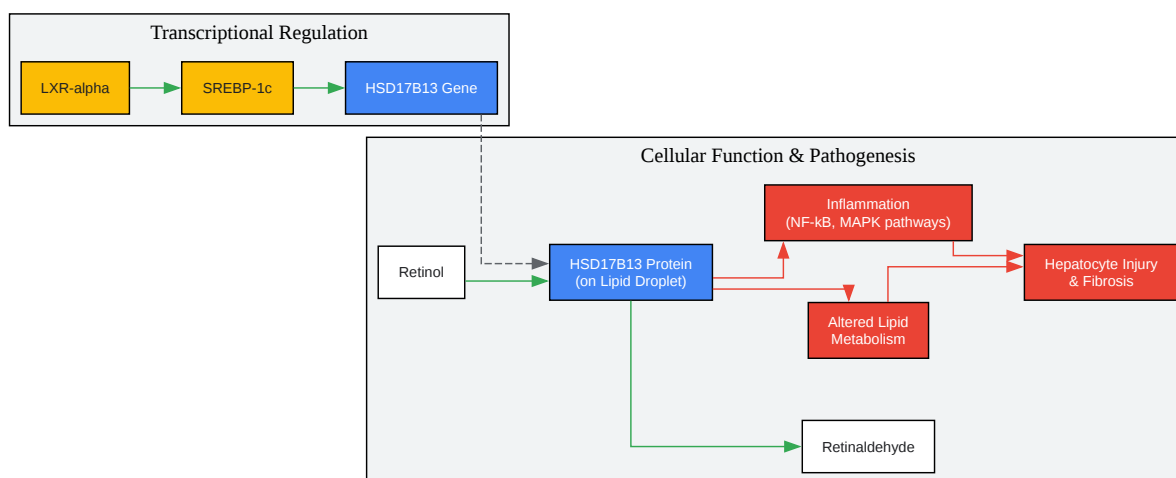 Transcriptional Regulation
LXR-alpha
SREBP-1c
HSD17B13 Gene
Cellular Function & Pathogenesis
Inflammation
(NF-kB, MAPK pathways)
Retinol
HSD17B13 Protein
(on Lipid Droplet)
Hepatocyte Injury
& Fibrosis
Altered Lipid
Metabolism
Retinaldehyde